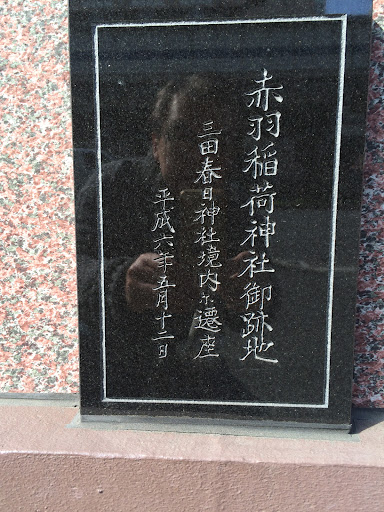 赤羽稲荷神社御跡地
三田春日神社境内に遷座
平成六年五月十二日